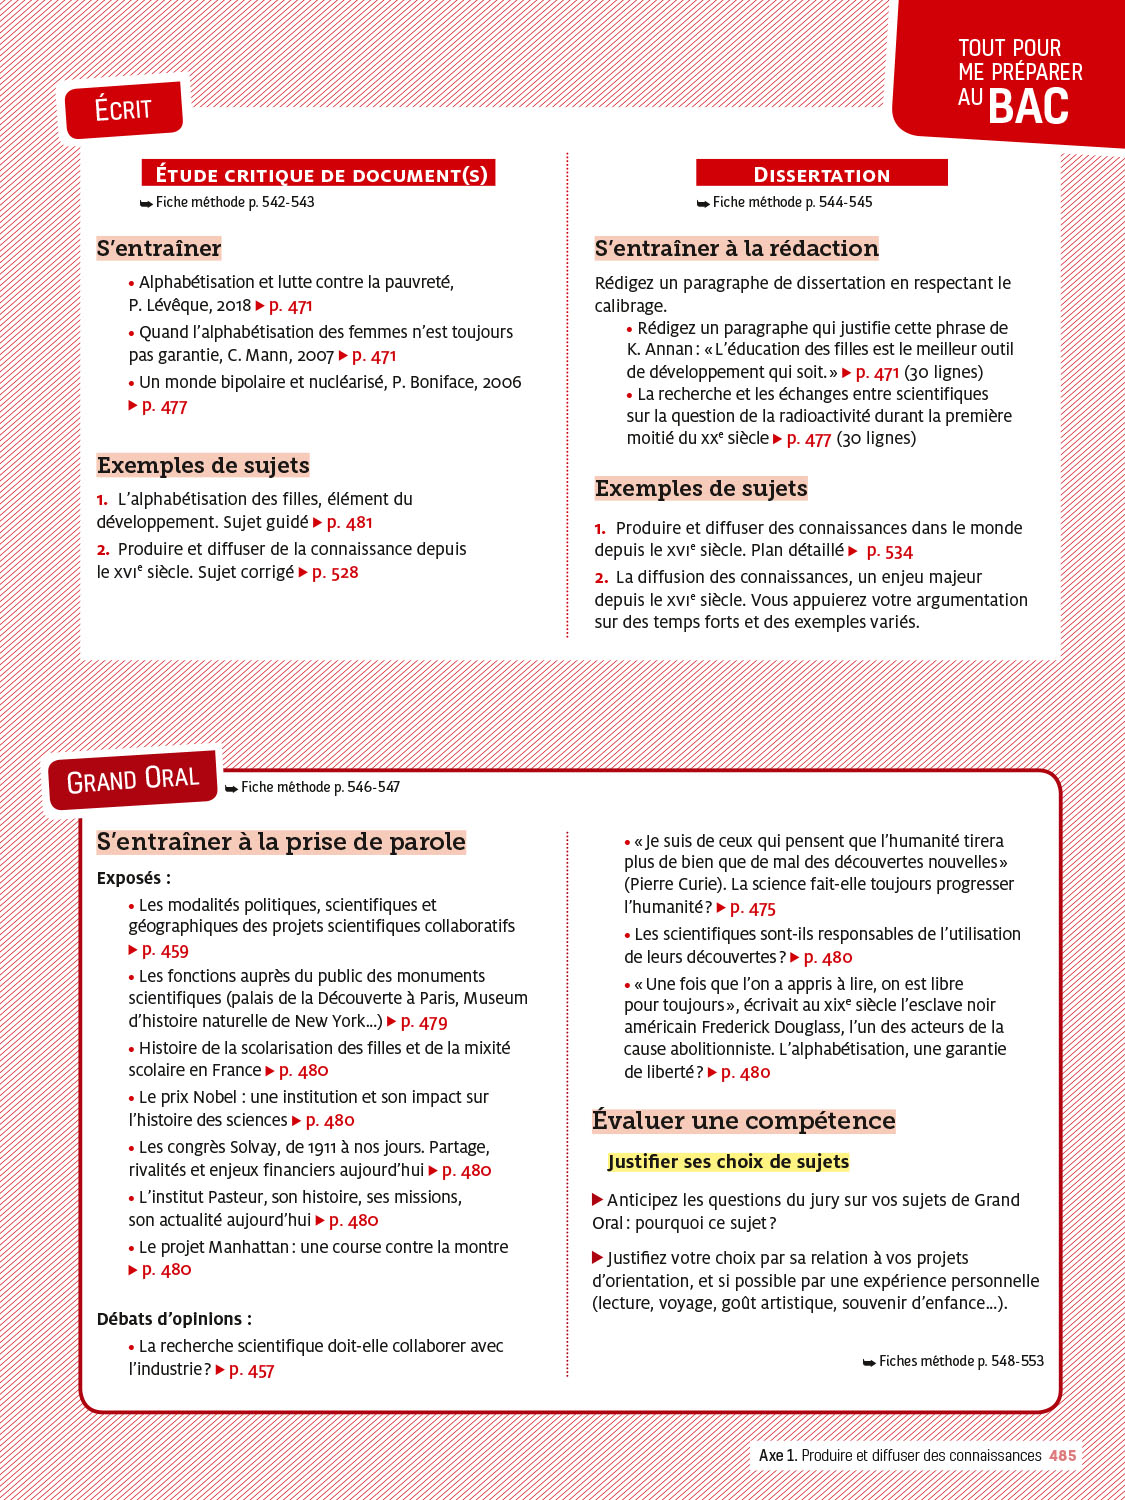 TOUT POUR
ME PRÉPARER
AU BAC
ÉCRIT
ÉTUDE CRITIQUE DE DOCUMENT(S)
➥ Fiche méthode p. 542-543
S’entraîner
• Alphabétisation et lutte contre la pauvreté,
P. Lévêque, 2018 ▶ p. 471
• Quand l’alphabétisation des femmes n’est toujours
pas garantie, C. Mann, 2007 ▶ p. 471
• Un monde bipolaire et nucléarisé, P. Boniface, 2006
▶ p. 477
Exemples de sujets
1. L’alphabétisation des filles, élément du
développement. Sujet guidé ▶ p. 481
2. Produire et diffuser de la connaissance depuis
le XVIe siècle. Sujet corrigé ▶ p. 528
DISSERTATION
➥ Fiche méthode p. 544-545
S’entraîner à la rédaction
Rédigez un paragraphe de dissertation en respectant le
calibrage.
• Rédigez un paragraphe qui justifie cette phrase de
K. Annan : « L’éducation des filles est le meilleur outil
de développement qui soit. » ▶ p. 471 (30 lignes)
• La recherche et les échanges entre scientifiques
sur la question de la radioactivité durant la première
moitié du XXe siècle ▶ p. 477 (30 lignes)
Exemples de sujets
1. Produire et diffuser des connaissances dans le monde
depuis le XVIe siècle. Plan détaillé ▶ p. 534
2. La diffusion des connaissances, un enjeu majeur
depuis le XVIe siècle. Vous appuierez votre argumentation
sur des temps forts et des exemples variés.
GRAND ORAL
➥ Fiche méthode p. 546-547
S’entraîner à la prise de parole
Exposés :
• Les modalités politiques, scientifiques et
géographiques des projets scientifiques collaboratifs
▶ p. 459
• Les fonctions auprès du public des monuments
scientifiques (palais de la Découverte à Paris, Museum
d’histoire naturelle de New York...) ▶ p. 479
• Histoire de la scolarisation des filles et de la mixité
scolaire en France ▶ p. 480
• Le prix Nobel : une institution et son impact sur
l’histoire des sciences ▶ p. 480
• Les congrès Solvay, de 1911 à nos jours. Partage,
rivalités et enjeux financiers aujourd’hui ▶ p. 480
• L’institut Pasteur, son histoire, ses missions,
son actualité aujourd’hui ▶ p. 480
• Le projet Manhattan : une course contre la montre
▶ p. 480
Débats d’opinions :
• La recherche scientifique doit-elle collaborer avec
l’industrie ? ▶ p. 457
• « Je suis de ceux qui pensent que l’humanité tirera
plus de bien que de mal des découvertes nouvelles »
(Pierre Curie). La science fait-elle toujours progresser
l’humanité ? ▶ p. 475
• Les scientifiques sont-ils responsables de l’utilisation
de leurs découvertes ? ▶ p. 480
• « Une fois que l’on a appris à lire, on est libre
pour toujours », écrivait au XIXe siècle l’esclave noir
américain Frederick Douglass, l’un des acteurs de la
cause abolitionniste. L’alphabétisation, une garantie
de liberté ? ▶ p. 480
Évaluer une compétence
Justifier ses choix de sujets
▶ Anticipez les questions du jury sur vos sujets de Grand
Oral : pourquoi ce sujet ?
▶ Justifiez votre choix par sa relation à vos projets
d’orientation, et si possible par une expérience personnelle
(lecture, voyage, goût artistique, souvenir d’enfance...).
➥ Fiches méthode p. 548-553
Axe 1. Produire et diffuser des connaissances 485